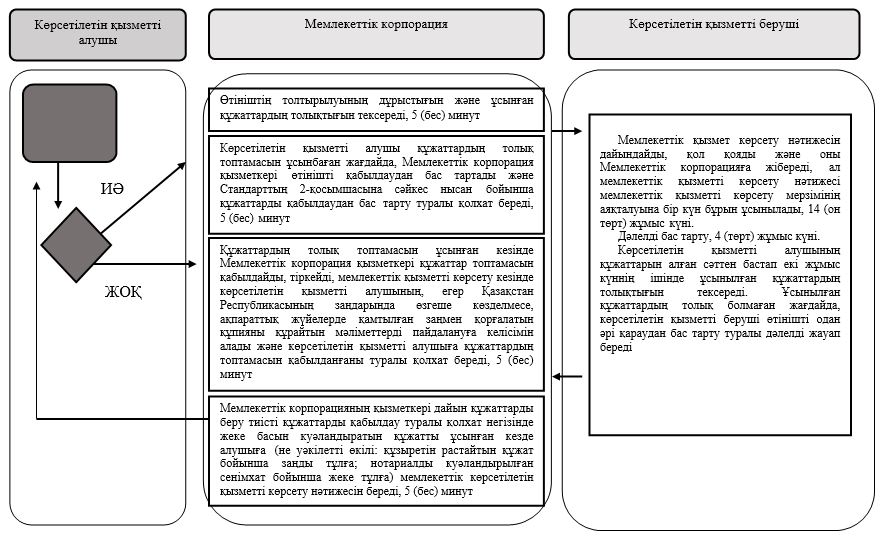 Көрсетілетін қызметті
алушы
Мемлекеттік корпорация
Көрсетілетін қызметті беруші
ИӘ
ЖОҚ
Өтініштің толтырылуының дұрыстығын және ұсынған
құжаттардың толықтығын тексереді, 5 (бес) минут
Көрсетілетін қызметті алушы құжаттардың толық
топтамасын ұсынбаған жағдайда, Мемлекеттік корпорация
қызметкері өтінішті қабылдаудан бас тартады және
Стандарттың 2-қосымшасына сәйкес нысан бойынша
құжаттарды қабылдаудан бас тарту туралы қолхат береді,
5 (бес) минут
Құжаттардың толық топтамасын ұсынған кезінде
Мемлекеттік корпорация қызметкері құжаттар топтамасын
қабылдайды, тіркейді, мемлекеттік қызметті көрсету кезінде
көрсетілетін қызметті алушының, егер Қазақстан
Республикасының заңдарында өзгеше көзделмесе,
ақпараттық жүйелерде қамтылған заңмен қорғалатын
құпияны құрайтын мәліметтерді пайдалануға келісімін
алады және көрсетілетін қызметті алушыға құжаттардың
топтамасын қабылданғаны туралы қолхат береді, 5 (бес)
минут
Мемлекеттік корпорацияның қызметкері дайын құжаттарды
беру тиісті құжаттарды қабылдау туралы қолхат негізінде
жеке басын куәландыратын құжатты ұсынған кезде
алушыға (не уәкілетті өкілі: құзыретін растайтын құжат
бойынша заңды тұлға; нотариалды куәландырылған
сенімхат бойынша жеке тұлға) мемлекеттік көрсетілетін
қызметті көрсету нәтижесін береді, 5 (бес) минут
Мемлекеттік қызмет көрсету нәтижесін
дайындайды, қол қояды және оны
Мемлекеттік корпорацияға жібереді, ал
мемлекеттік қызметті көрсету нәтижесі
мемлекеттік қызметті көрсету мерзімінің
аяқталуына бір күн бұрын ұсынылады, 14 (он
төрт) жұмыс күні.
Дәлелді бас тарту, 4 (төрт) жұмыс күні.
Көрсетілетін қызметті алушының
құжаттарын алған сәттен бастап екі жұмыс
күннің ішінде ұсынылған құжаттардың
толықтығын тексереді. Ұсынылған
құжаттардың толық болмаған жағдайда,
көрсетілетін қызметті беруші өтінішті одан
әрі қараудан бас тарту туралы дәлелді жауап
береді